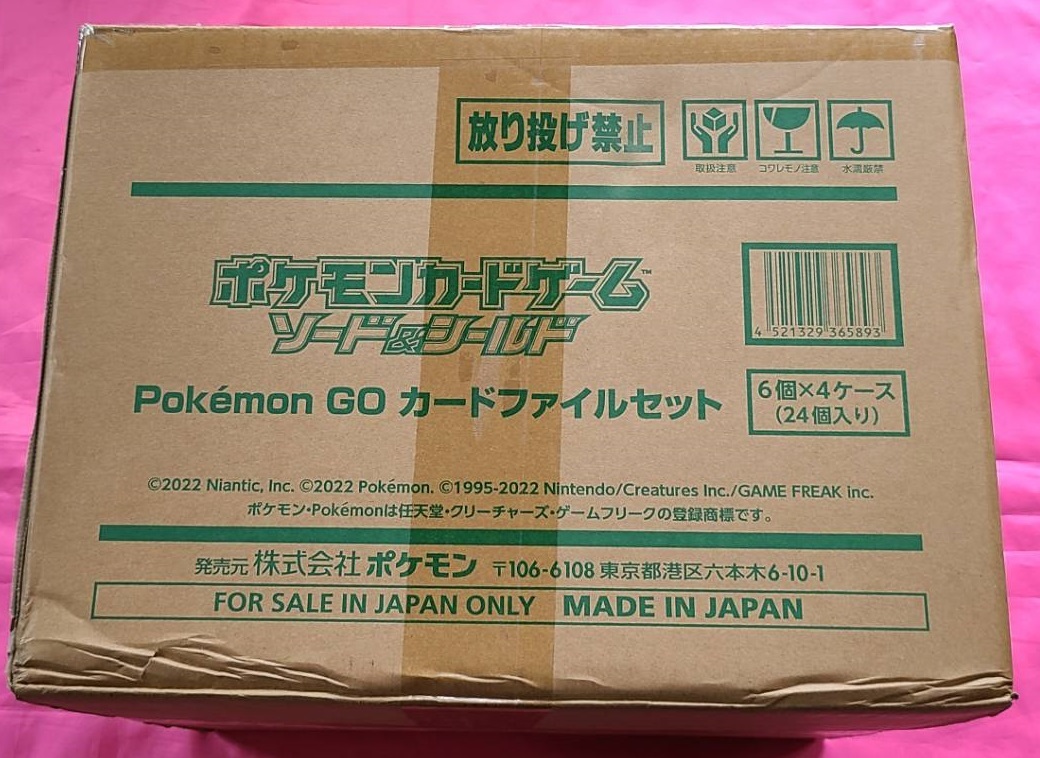 放り投げ禁止
取扱注意 コワレモノ注意 水濡厳禁
ポケモンカードゲーム™
ソード&シールド
4 521329 365893
Pokémon GO カードファイルセット
6個×4ケース
(24個入り)
©2022 Niantic, Inc. ©2022 Pokémon. ©1995-2022 Nintendo/Creatures Inc./GAME FREAK inc.
ポケモン・Pokémonは任天堂・クリーチャーズ・ゲームフリークの登録商標です。
発売元 株式会社 ポケモン 〒106-6108 東京都港区六本木6-10-1
FOR SALE IN JAPAN ONLY MADE IN JAPAN